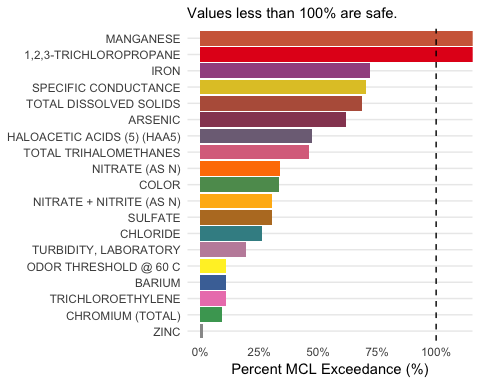 Values less than 100% are safe.
MANGANESE
1,2,3-TRICHLOROPROPANE
IRON
SPECIFIC CONDUCTANCE
TOTAL DISSOLVED SOLIDS
ARSENIC
HALOACETIC ACIDS (5) (HAA5)
TOTAL TRIHALOMETHANES
NITRATE (AS N)
COLOR
NITRATE + NITRITE (AS N)
SULFATE
CHLORIDE
TURBIDITY, LABORATORY
ODOR THRESHOLD @ 60 C
BARIUM
TRICHLOROETHYLENE
CHROMIUM (TOTAL)
ZINC
0% 25% 50% 75% 100%
Percent MCL Exceedance (%)